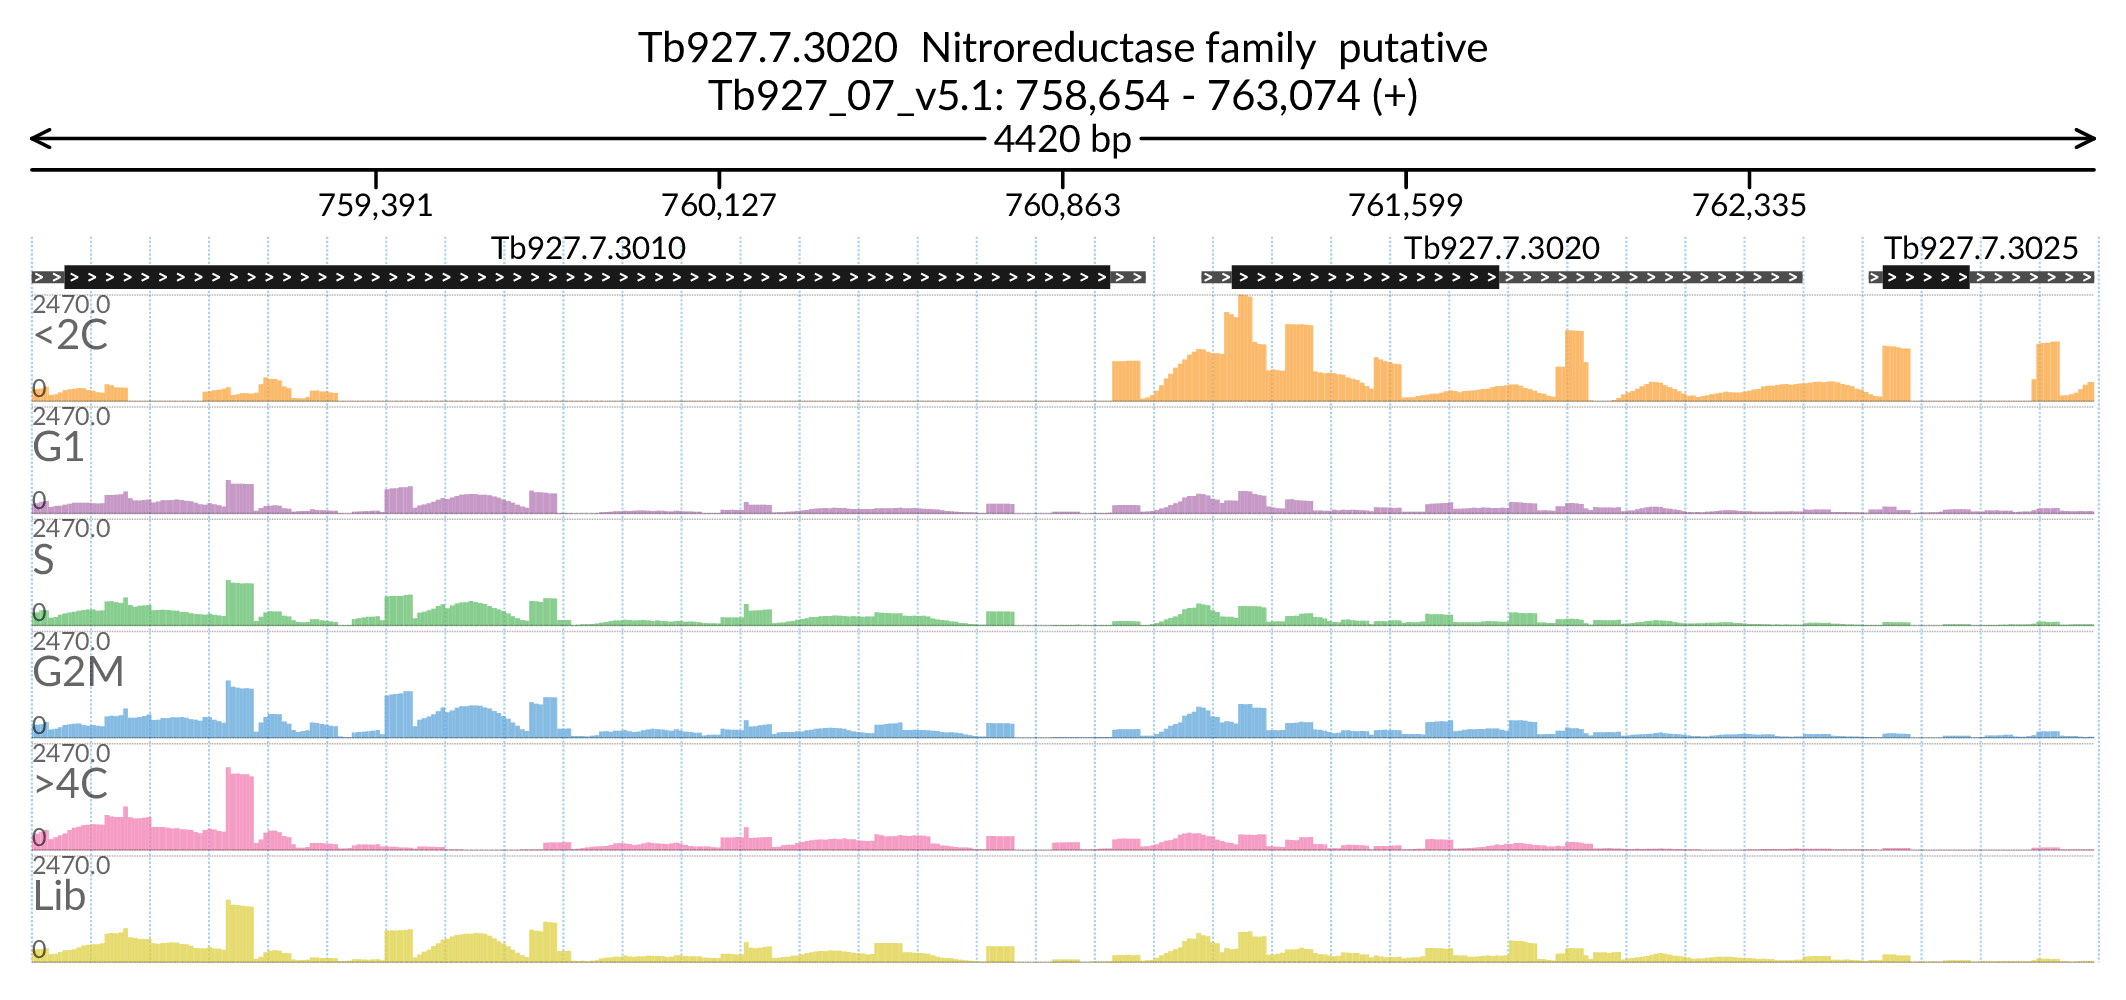 Tb927.7.3020 Nitroreductase family putative
Tb927_07_v5.1: 758,654 - 763,074 (+)
4420 bp
759,391 760,127 760,863 761,599 762,335
Tb927.7.3010 Tb927.7.3020 Tb927.7.3025
2470.0
<2C
0
2470.0
G1
0
2470.0
S
0
2470.0
G2M
0
2470.0
>4C
0
2470.0
Lib
0